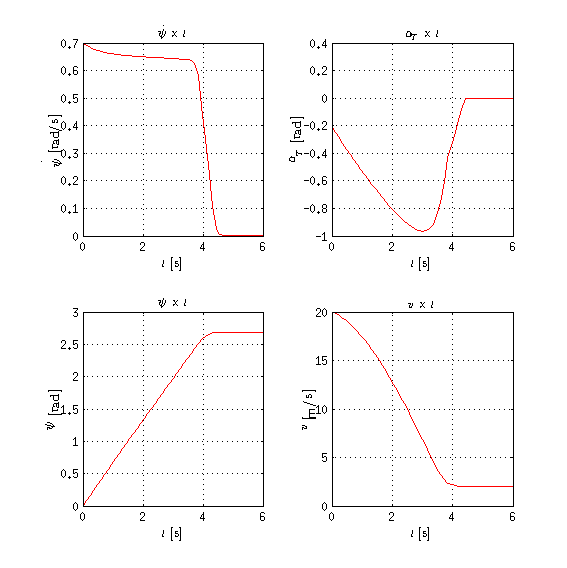 ψ̇ x t
0.7
0.6
0.5
0.4
0.3
0.2
0.1
0
0 2 4 6
ψ̇ [rad/s]
t [s]
α_T x t
0.4
0.2
0
−0.2
−0.4
−0.6
−0.8
−1
0 2 4 6
α_T [rad]
t [s]
ψ x t
3
2.5
2
1.5
1
0.5
0
0 2 4 6
ψ [rad]
t [s]
v x t
20
15
10
5
0
0 2 4 6
v [m/s]
t [s]